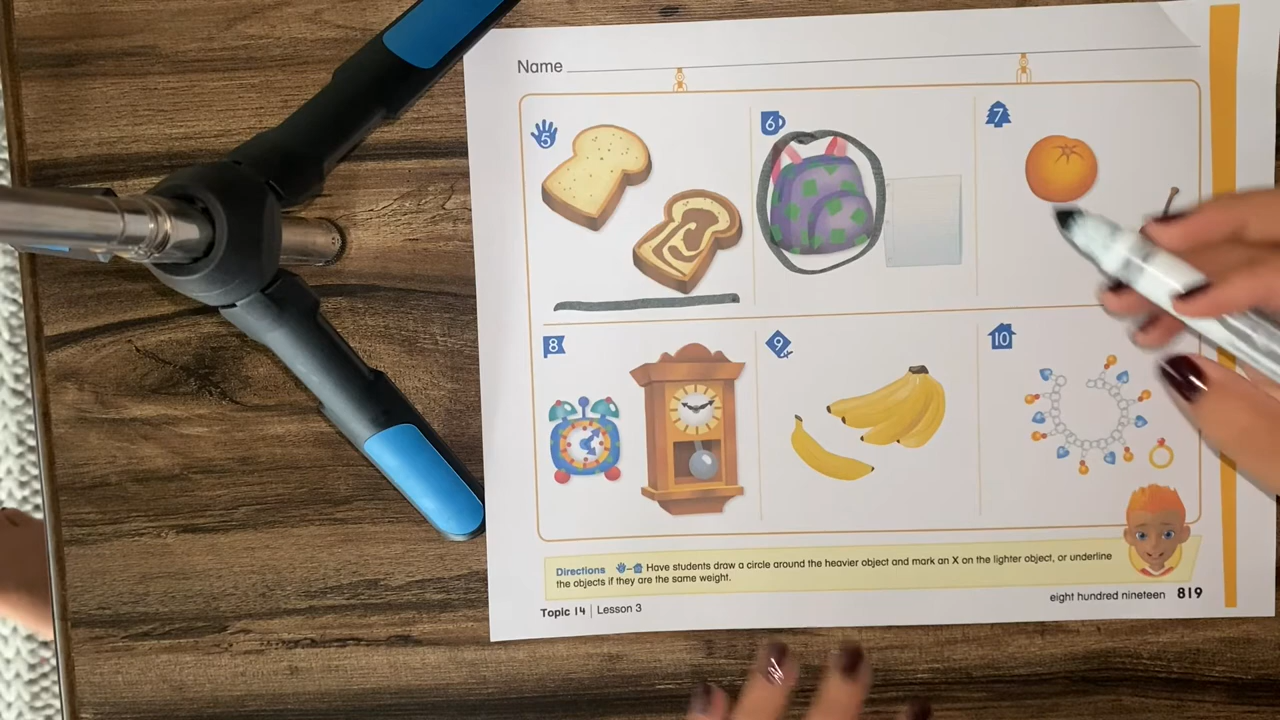 Name
5
6
7
8
9
10
Directions Have students draw a circle around the heavier object and mark an X on the lighter object, or underline
the objects if they are the same weight.
Topic 14 | Lesson 3
eight hundred nineteen 819